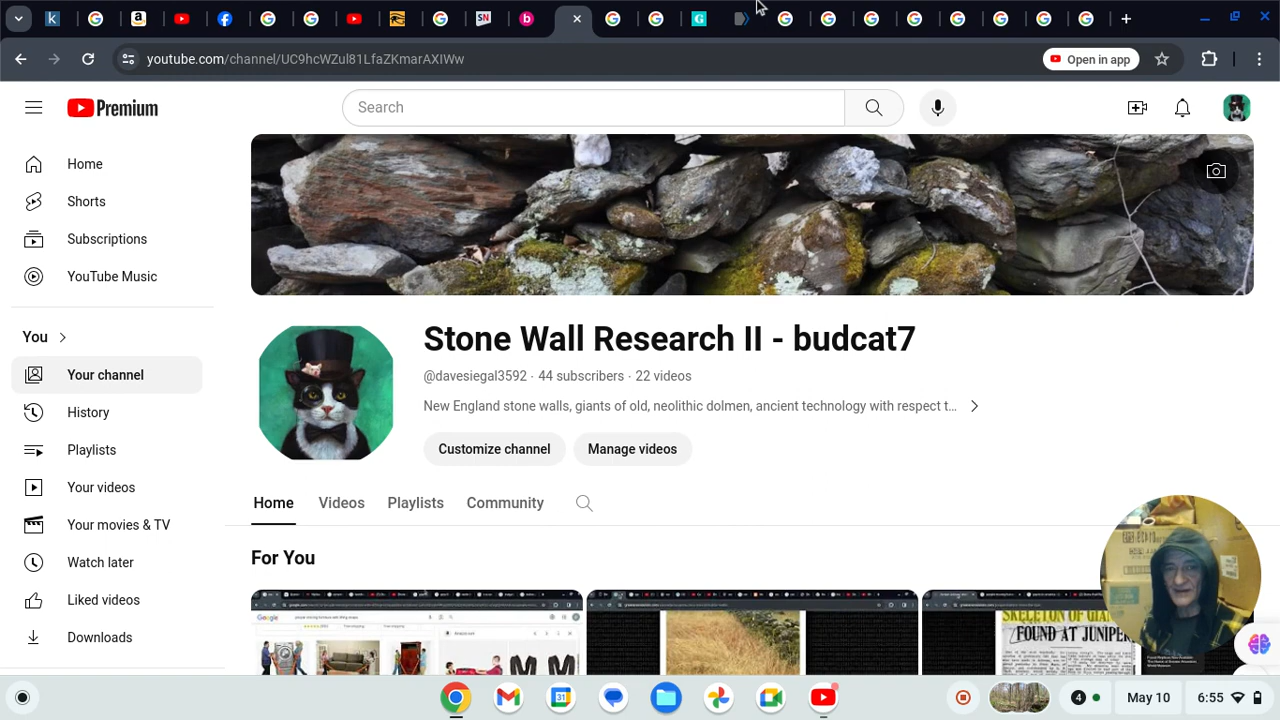 youtube.com/channel/UC9hcWZul81LfaZKmarAXIWw
Open in app
Premium
Search
Home
Shorts
Subscriptions
YouTube Music
You
Your channel
History
Playlists
Your videos
Your movies & TV
Watch later
Liked videos
Downloads
Stone Wall Research II - budcat7
@davesiegal3592 · 44 subscribers · 22 videos
New England stone walls, giants of old, neolithic dolmen, ancient technology with respect t...
Customize channel
Manage videos
Home Videos Playlists Community
For You
Google
SKELETON OF
FOUND AT JUNIPER
4
May 10
6:55